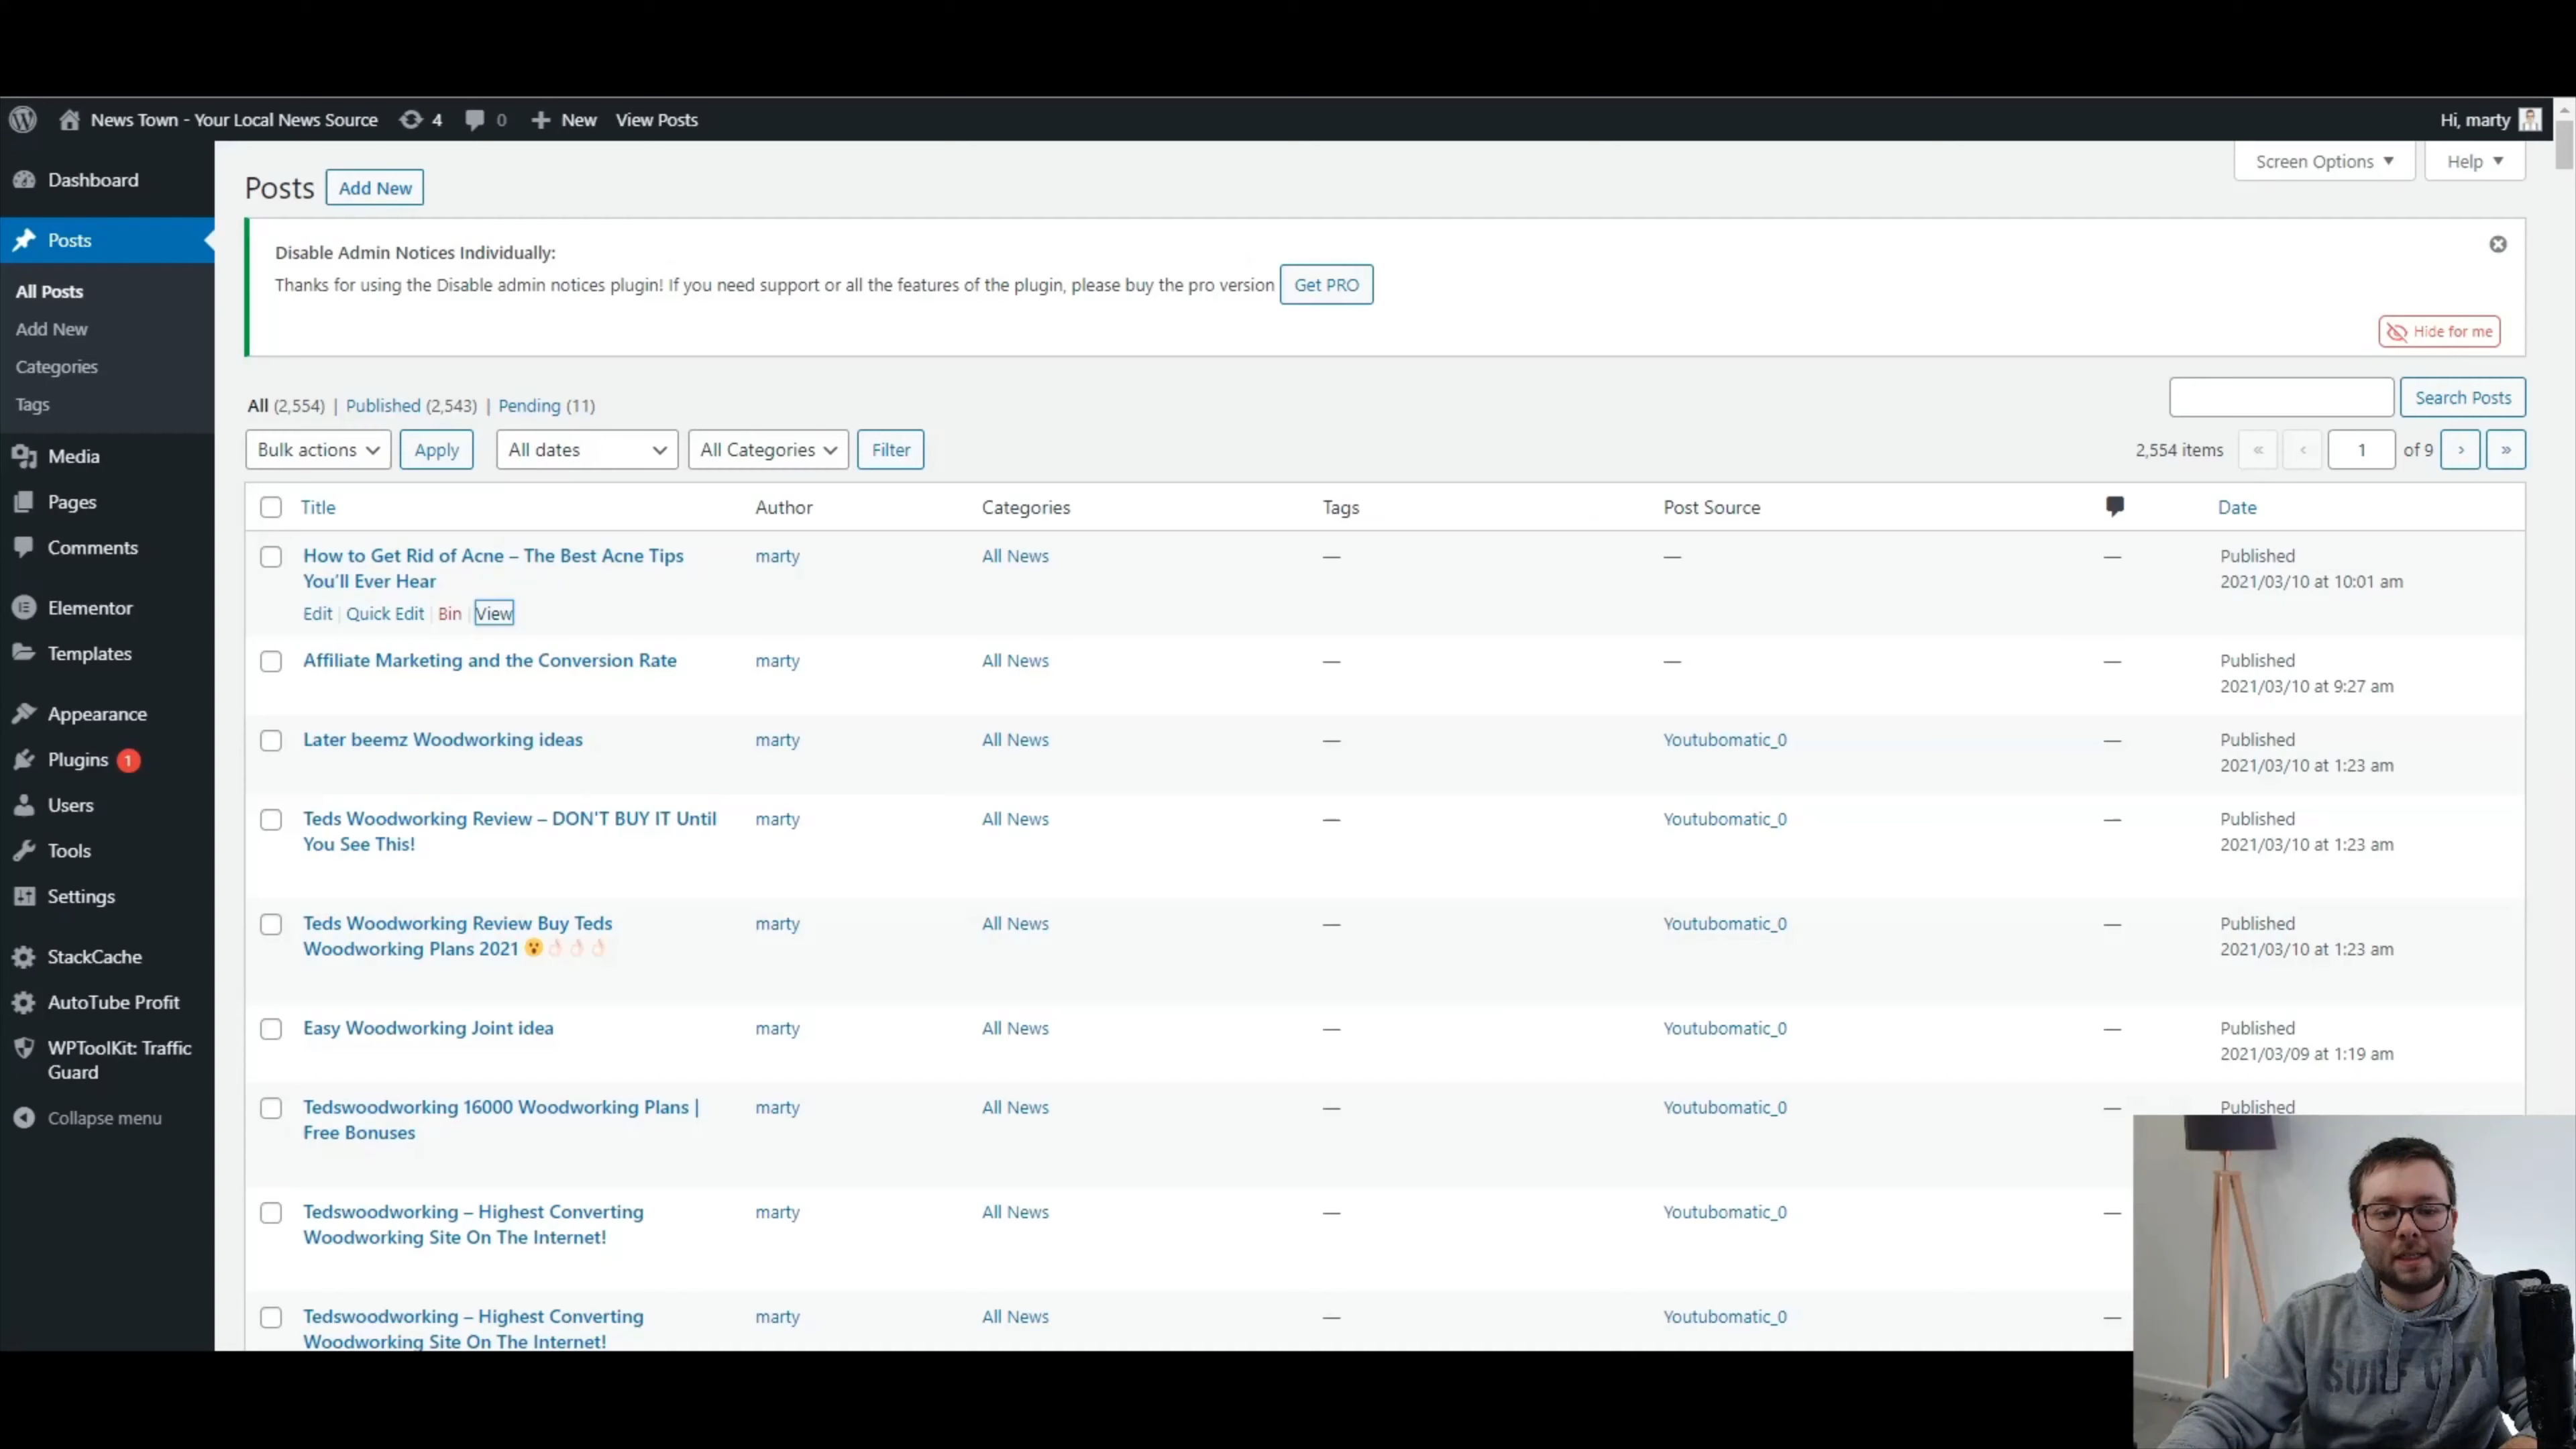 News Town - Your Local News Source 4 0 New View Posts Hi, marty
Dashboard
Posts
All Posts
Add New
Categories
Tags
Media
Pages
Comments
Elementor
Templates
Appearance
Plugins 1
Users
Tools
Settings
StackCache
AutoTube Profit
WPToolKit: Traffic
Guard
Collapse menu
Screen Options ▼ Help ▼
Posts Add New
Disable Admin Notices Individually:
Thanks for using the Disable admin notices plugin! If you need support or all the features of the plugin, please buy the pro version Get PRO
Hide for me
All (2,554) | Published (2,543) | Pending (11)
Search Posts
Bulk actions Apply All dates All Categories Filter 2,554 items « ‹ 1 of 9 › »
Title Author Categories Tags Post Source Date
How to Get Rid of Acne – The Best Acne Tips marty All News — — — Published
You'll Ever Hear 2021/03/10 at 10:01 am
Edit | Quick Edit | Bin | View
Affiliate Marketing and the Conversion Rate marty All News — — — Published
2021/03/10 at 9:27 am
Later beemz Woodworking ideas marty All News — Youtubomatic_0 — Published
2021/03/10 at 1:23 am
Teds Woodworking Review – DON'T BUY IT Until marty All News — Youtubomatic_0 — Published
You See This! 2021/03/10 at 1:23 am
Teds Woodworking Review Buy Teds marty All News — Youtubomatic_0 — Published
Woodworking Plans 2021 😮👌🏻👌🏻👌🏻 2021/03/10 at 1:23 am
Easy Woodworking Joint idea marty All News — Youtubomatic_0 — Published
2021/03/09 at 1:19 am
Tedswoodworking 16000 Woodworking Plans | marty All News — Youtubomatic_0 — Published
Free Bonuses
Tedswoodworking – Highest Converting marty All News — Youtubomatic_0 —
Woodworking Site On The Internet!
Tedswoodworking – Highest Converting marty All News — Youtubomatic_0 —
Woodworking Site On The Internet!
SURF CITY